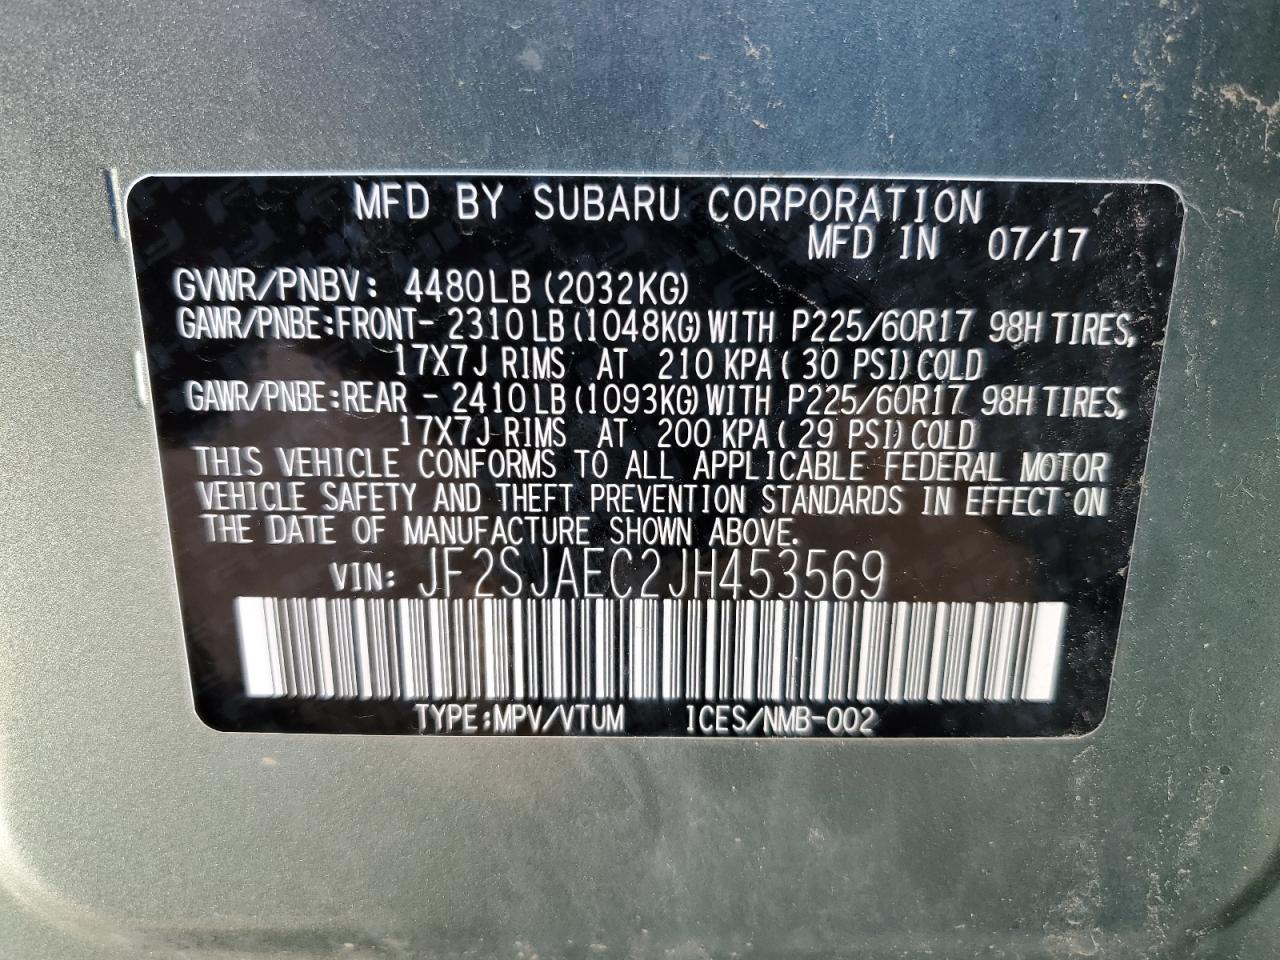 MFD BY SUBARU CORPORATION
MFD IN 07/17
GVWR/PNBV: 4480LB (2032KG)
GAWR/PNBE:FRONT- 2310LB (1048KG) WITH P225/60R17 98H TIRES,
17X7J RIMS AT 210 KPA ( 30 PSI) COLD
GAWR/PNBE:REAR - 2410LB (1093KG) WITH P225/60R17 98H TIRES,
17X7J RIMS AT 200 KPA ( 29 PSI) COLD
THIS VEHICLE CONFORMS TO ALL APPLICABLE FEDERAL MOTOR
VEHICLE SAFETY AND THEFT PREVENTION STANDARDS IN EFFECT ON
THE DATE OF MANUFACTURE SHOWN ABOVE.
VIN: JF2SJAEC2JH453569
TYPE:MPV/VTUM ICES/NMB-002